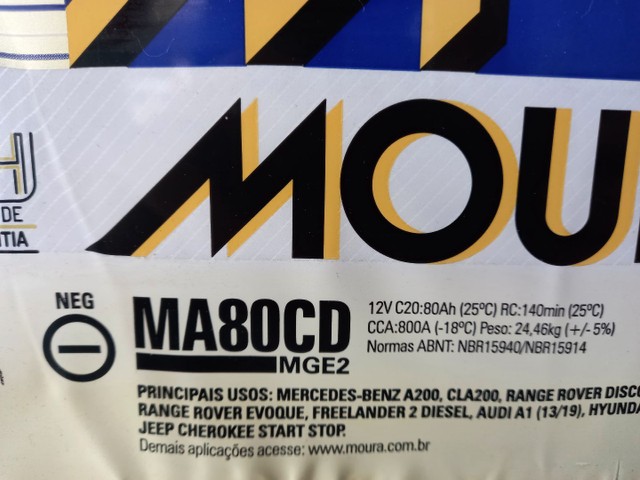 MOU
DE
NEG
MA80CD
MGE2
12V C20:80Ah (25ºC) RC:140min (25ºC)
CCA:800A (-18ºC) Peso: 24,46kg (+/- 5%)
Normas ABNT: NBR15940/NBR15914
PRINCIPAIS USOS: MERCEDES-BENZ A200, CLA200, RANGE ROVER DISCO
RANGE ROVER EVOQUE, FREELANDER 2 DIESEL, AUDI A1 (13/19), HYUNDA
JEEP CHEROKEE START STOP.
Demais aplicações acesse: www.moura.com.br